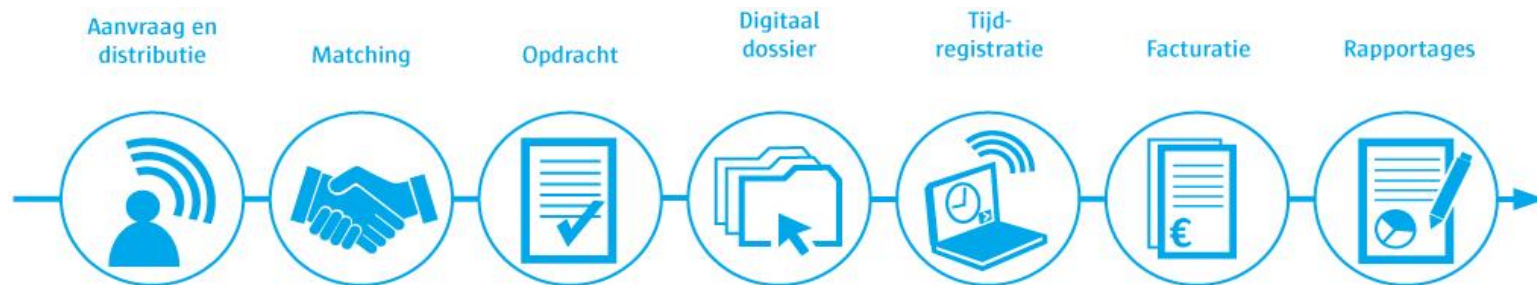 Aanvraag en
distributie
Matching
Opdracht
Digitaal
dossier
Tijd-
registratie
Facturatie
Rapportages
€